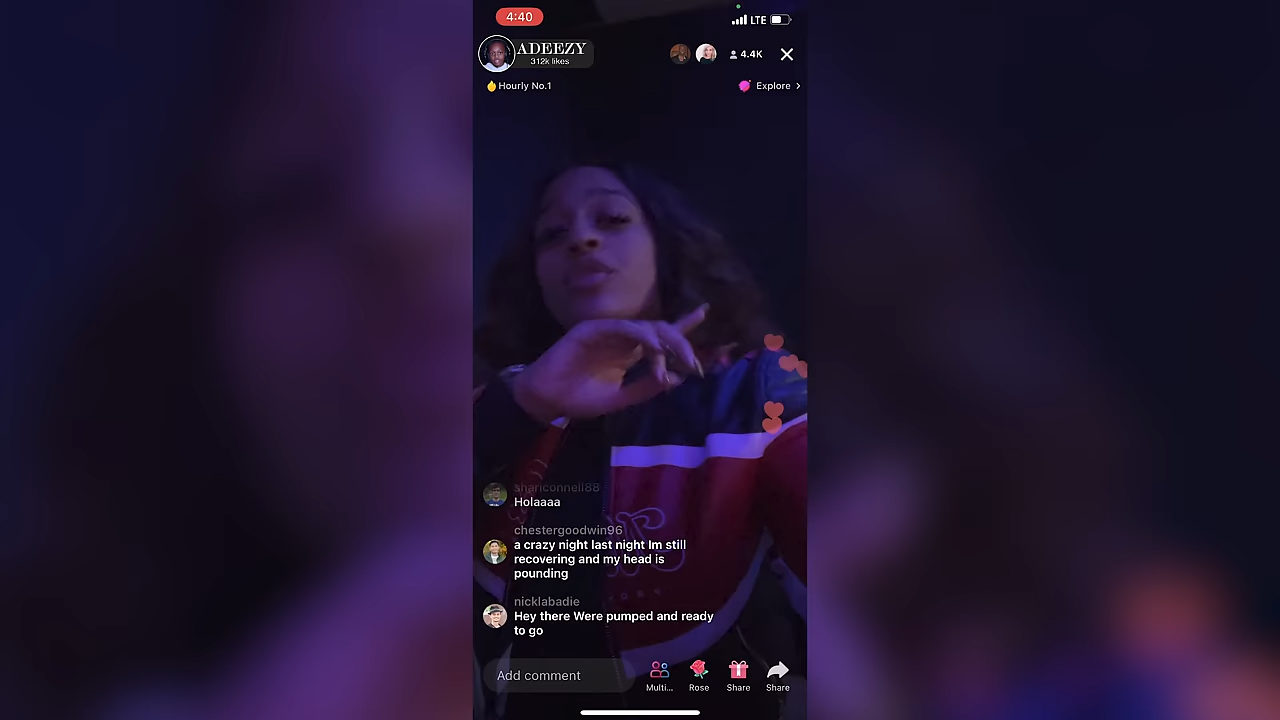 4:40
LTE
ADEEZY
312k likes
4.4K
Hourly No.1
Explore
shariconnell88
Holaaaa
chestergoodwin96
a crazy night last night Im still
recovering and my head is
pounding
nicklabadie
Hey there Were pumped and ready
to go
Add comment
Multi...
Rose
Share
Share